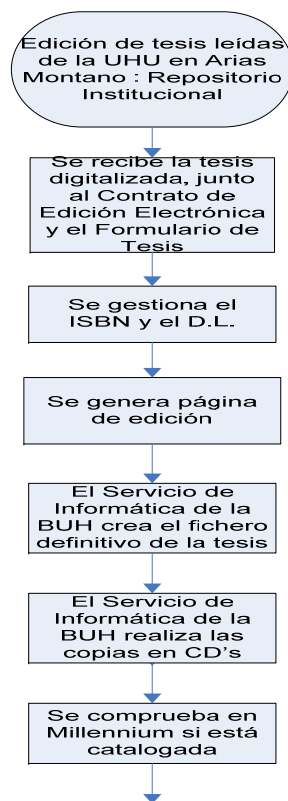 Edición de tesis leídas
de la UHU en Arias
Montano : Repositorio
Institucional
Se recibe la tesis
digitalizada, junto
al Contrato de
Edición Electrónica
y el Formulario de
Tesis
Se gestiona el
ISBN y el D.L.
Se genera página
de edición
El Servicio de
Informática de la
BUH crea el fichero
definitivo de la tesis
El Servicio de
Informática de la
BUH realiza las
copias en CD’s
Se comprueba en
Millennium si está
catalogada